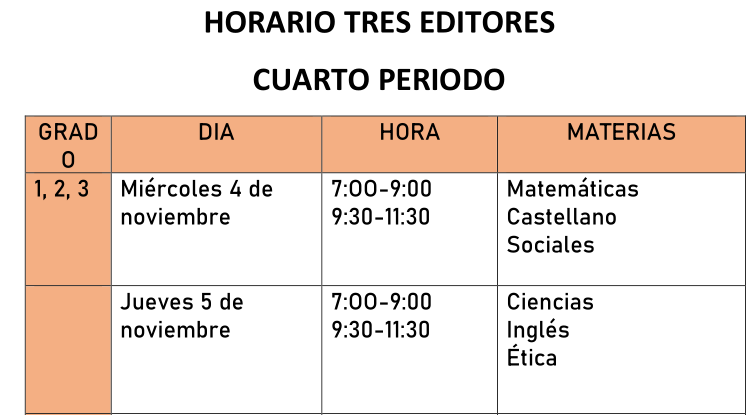 HORARIO TRES EDITORES
CUARTO PERIODO
GRAD
O
DIA
HORA
MATERIAS
1, 2, 3
Miércoles 4 de
noviembre
7:00-9:00
9:30-11:30
Matemáticas
Castellano
Sociales
Jueves 5 de
noviembre
7:00-9:00
9:30-11:30
Ciencias
Inglés
Ética